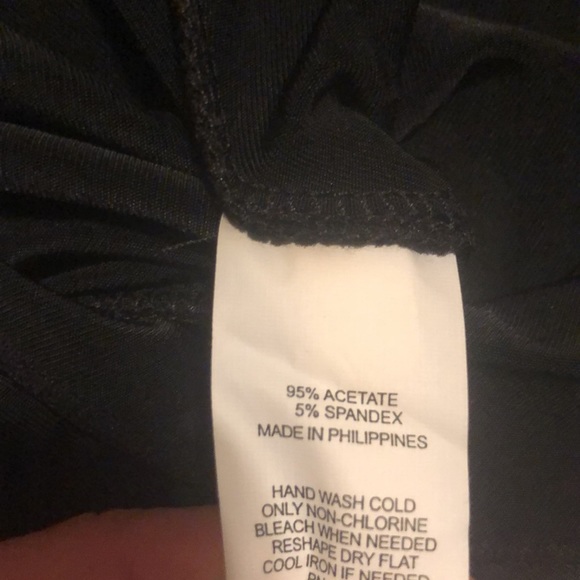 95% ACETATE
5% SPANDEX
MADE IN PHILIPPINES
HAND WASH COLD
ONLY NON-CHLORINE
BLEACH WHEN NEEDED
RESHAPE DRY FLAT
COOL IRON IF NEEDED